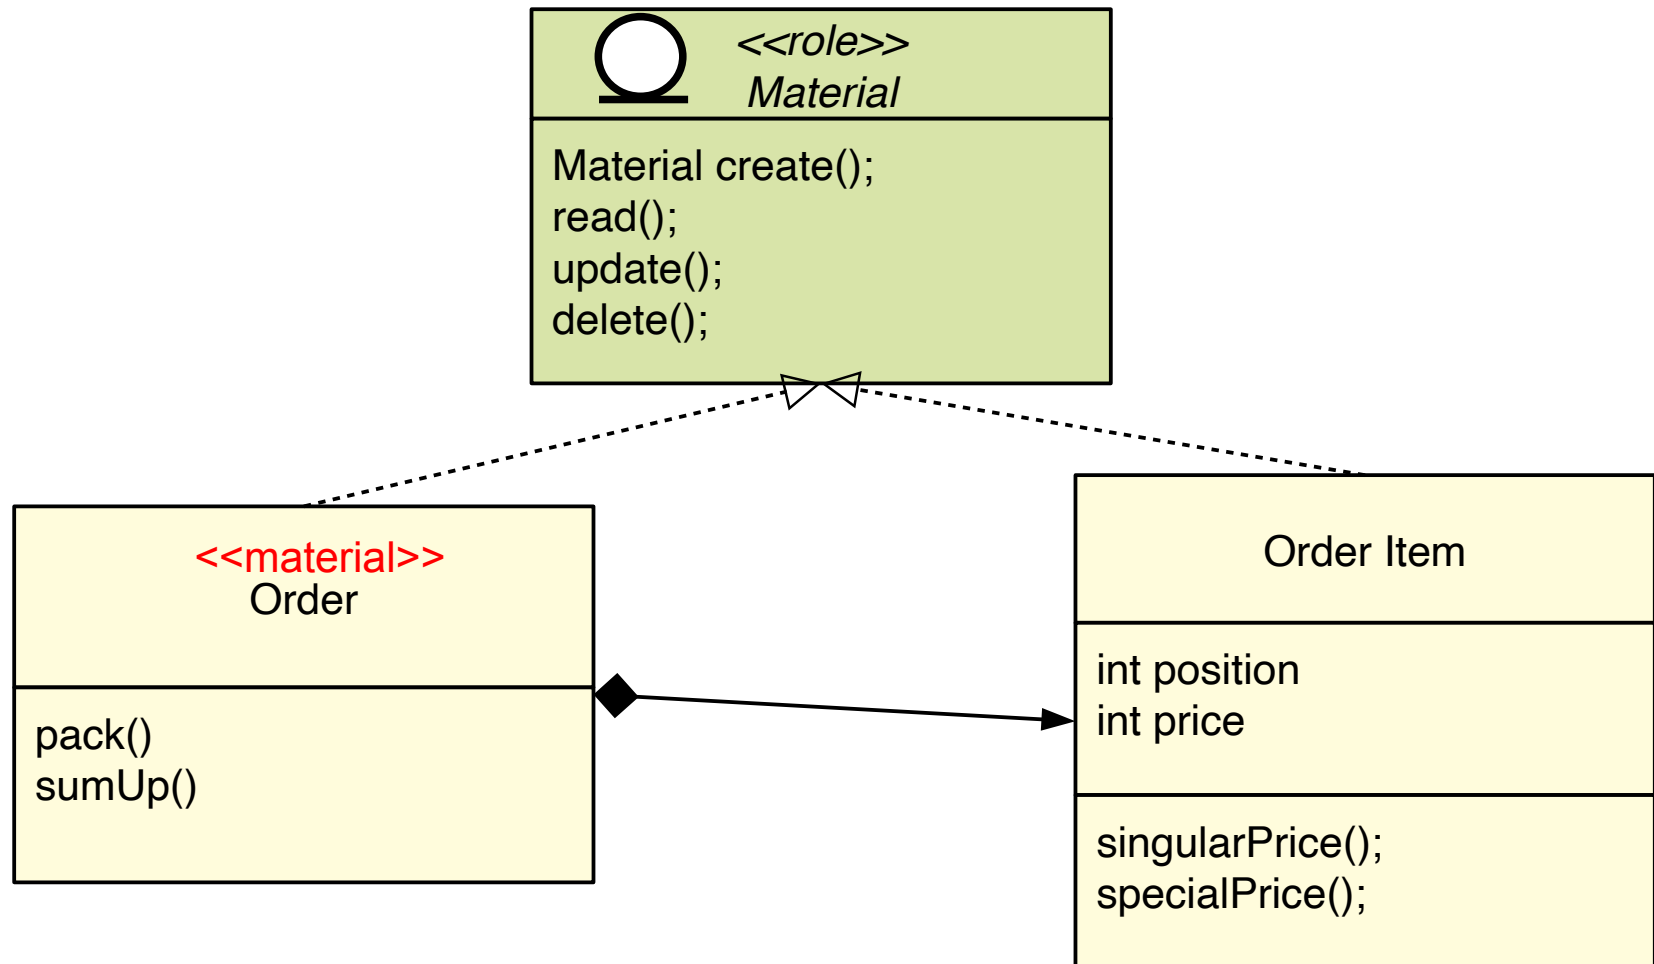 <<role>>
Material
Material create();
read();
update();
delete();
<<material>>
Order
pack()
sumUp()
Order Item
int position
int price
singularPrice();
specialPrice();